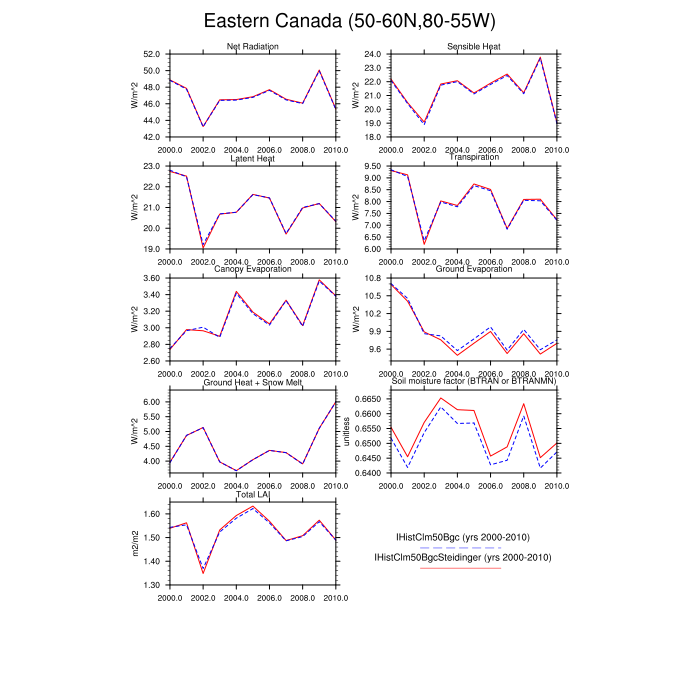 Eastern Canada (50-60N,80-55W)
Net Radiation
W/m^2
52.0
50.0
48.0
46.0
44.0
42.0
2000.0 2002.0 2004.0 2006.0 2008.0 2010.0
Sensible Heat
W/m^2
24.0
23.0
22.0
21.0
20.0
19.0
18.0
2000.0 2002.0 2004.0 2006.0 2008.0 2010.0
Latent Heat
W/m^2
23.0
22.0
21.0
20.0
19.0
2000.0 2002.0 2004.0 2006.0 2008.0 2010.0
Transpiration
W/m^2
9.50
9.00
8.50
8.00
7.50
7.00
6.50
6.00
2000.0 2002.0 2004.0 2006.0 2008.0 2010.0
Canopy Evaporation
W/m^2
3.60
3.40
3.20
3.00
2.80
2.60
2000.0 2002.0 2004.0 2006.0 2008.0 2010.0
Ground Evaporation
W/m^2
10.8
10.5
10.2
9.9
9.6
2000.0 2002.0 2004.0 2006.0 2008.0 2010.0
Ground Heat + Snow Melt
W/m^2
6.00
5.00
4.00
2000.0 2002.0 2004.0 2006.0 2008.0 2010.0
Soil moisture factor (BTRAN or BTRANMN)
unitless
0.6650
0.6600
0.6550
0.6500
0.6450
0.6400
2000.0 2002.0 2004.0 2006.0 2008.0 2010.0
Total LAI
m2/m2
1.60
1.50
1.40
1.30
2000.0 2002.0 2004.0 2006.0 2008.0 2010.0
IHistClm50Bgc (yrs 2000-2010)
IHistClm50BgcSteidinger (yrs 2000-2010)